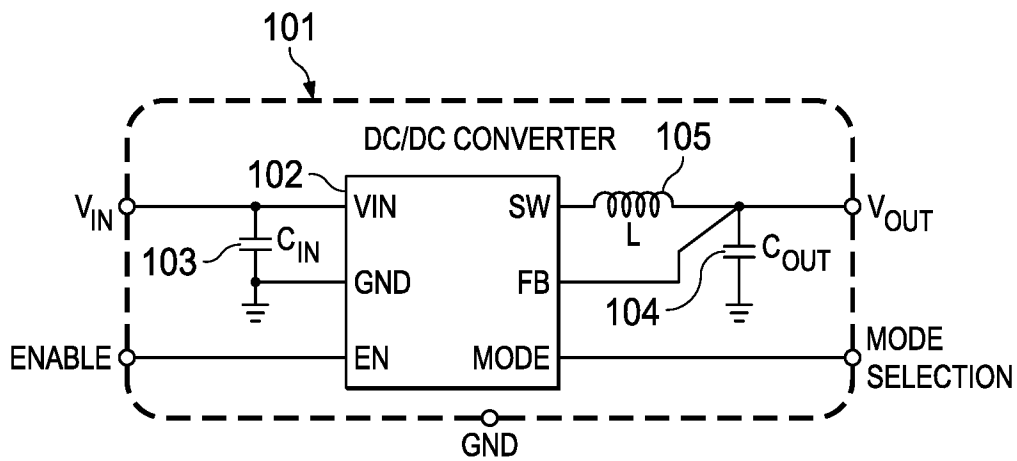 101
DC/DC CONVERTER
105
102
VIN
VIN
SW
VOUT
L
103
CIN
COUT
GND
FB
104
ENABLE
EN
MODE
MODE
SELECTION
GND